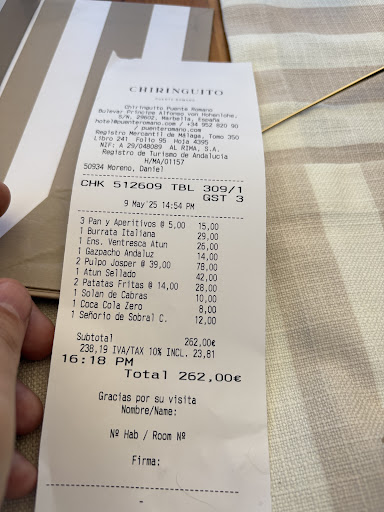 CHIRINGUITO
PUENTE ROMANO
Chiringuito Puente Romano
Bulevar Príncipe Alfonso von Hohenlohe,
S/N, 29602, Marbella, España
hotel@puenteromano.com / +34 952 820 90
/ puenteromano.com
Registro Mercantil de Málaga, Tomo 350
Libro 241 Folio 95 Hoja 4395
NIF: A 29/048089 AL RIMA, S.A.
Registro de Turismo de Andalucia
H/MA/01157
50934 Moreno, Daniel
CHK 512609 TBL 309/1
GST 3
9 May'25 14:54 PM
3 Pan y Aperitivos @ 5,00 15,00
1 Burrata Italiana 29,00
1 Ens. Ventresca Atun 26,00
1 Gazpacho Andaluz 14,00
2 Pulpo Josper @ 39,00 78,00
1 Atun Sellado 42,00
2 Patatas Fritas @ 14,00 28,00
1 Solan de Cabras 10,00
1 Coca Cola Zero 8,00
1 Señorio de Sobral C. 12,00
Subtotal 262,00€
238,19 IVA/TAX 10% INCL. 23,81
16:18 PM
Total 262,00€
Gracias por su visita
Nombre/Name:
Nº Hab / Room Nº
Firma: